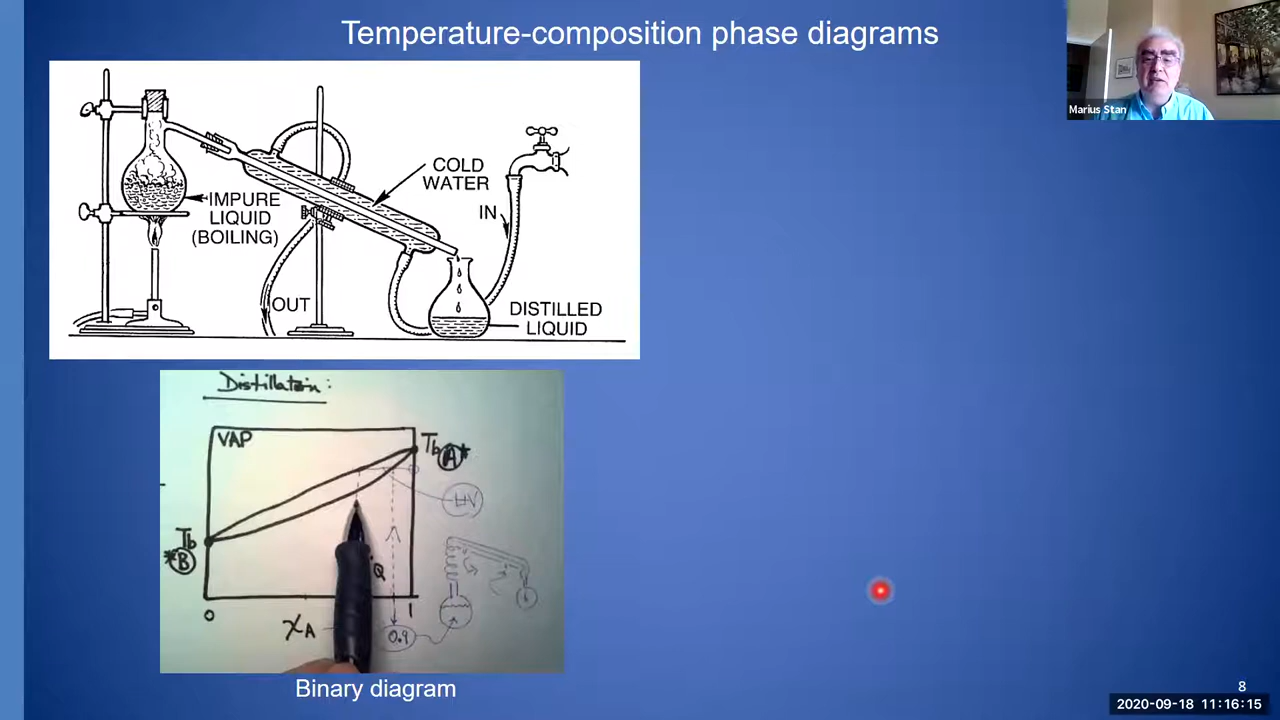 Temperature-composition phase diagrams
Marius Stan
COLD
WATER
IMPURE
LIQUID
(BOILING)
IN
OUT
DISTILLED
LIQUID
Distillation:
VAP
Tb A*
L+V
Tb
*B
Q
0
1
χA
0.9
Binary diagram
8
2020-09-18 11:16:15